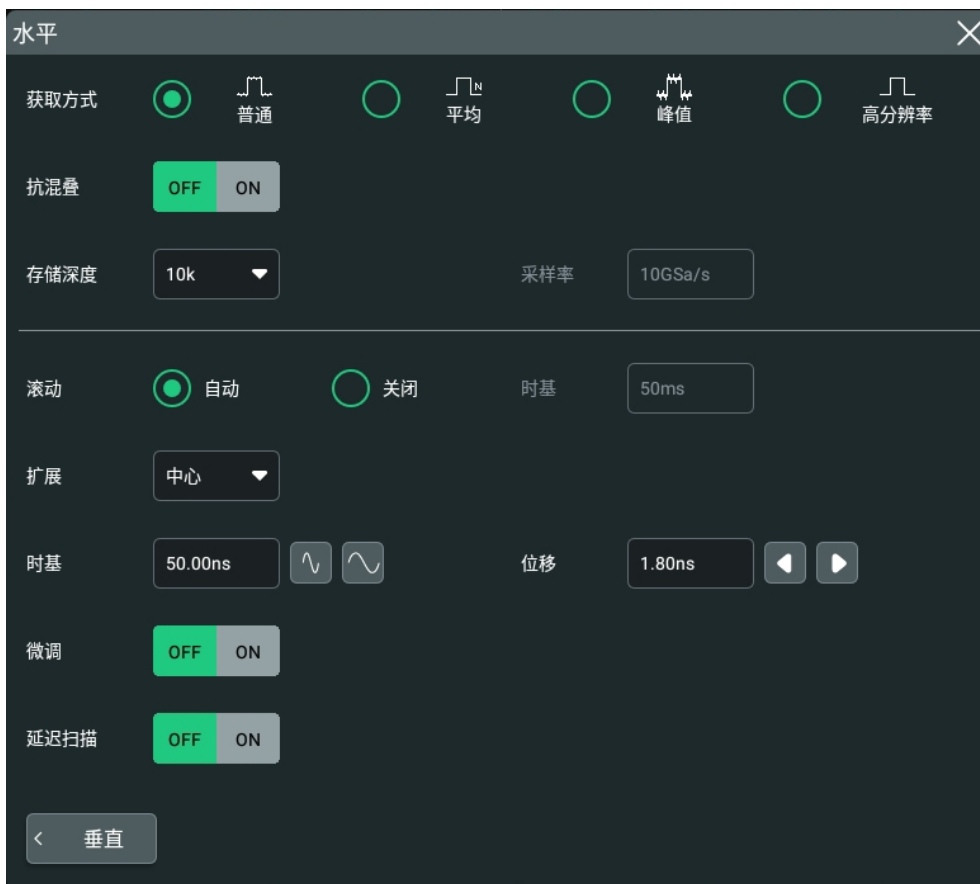 水平
获取方式 普通 N 平均 峰值 高分辨率
抗混叠 OFF ON
存储深度 10k 采样率 10GSa/s
滚动 自动 关闭 时基 50ms
扩展 中心
时基 50.00ns 位移 1.80ns
微调 OFF ON
延迟扫描 OFF ON
垂直